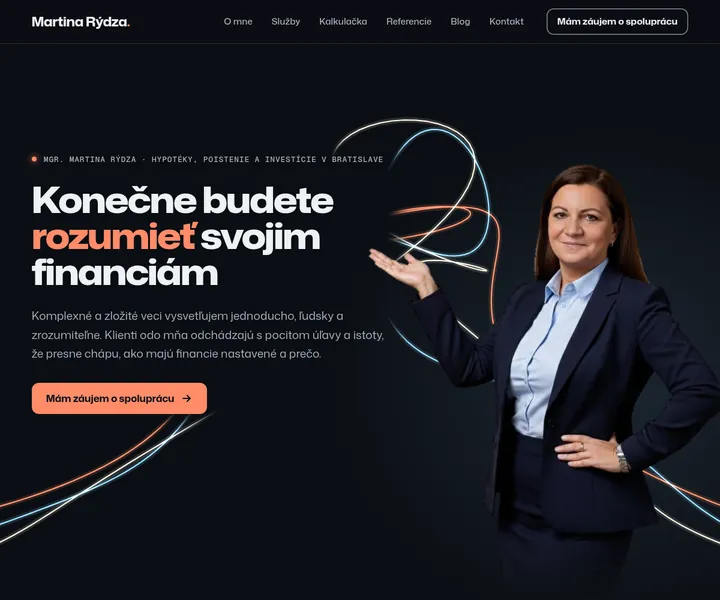 Martina Rýdza.
O mne
Služby
Kalkulačka
Referencie
Blog
Kontakt
Mám záujem o spoluprácu
MGR. MARTINA RÝDZA · HYPOTÉKY, POISTENIE A INVESTÍCIE V BRATISLAVE
Konečne budete
rozumieť svojim
financiám
Komplexné a zložité veci vysvetľujem jednoducho, ľudsky a
zrozumiteľne. Klienti odo mňa odchádzajú s pocitom úľavy a istoty,
že presne chápu, ako majú financie nastavené a prečo.
Mám záujem o spoluprácu →